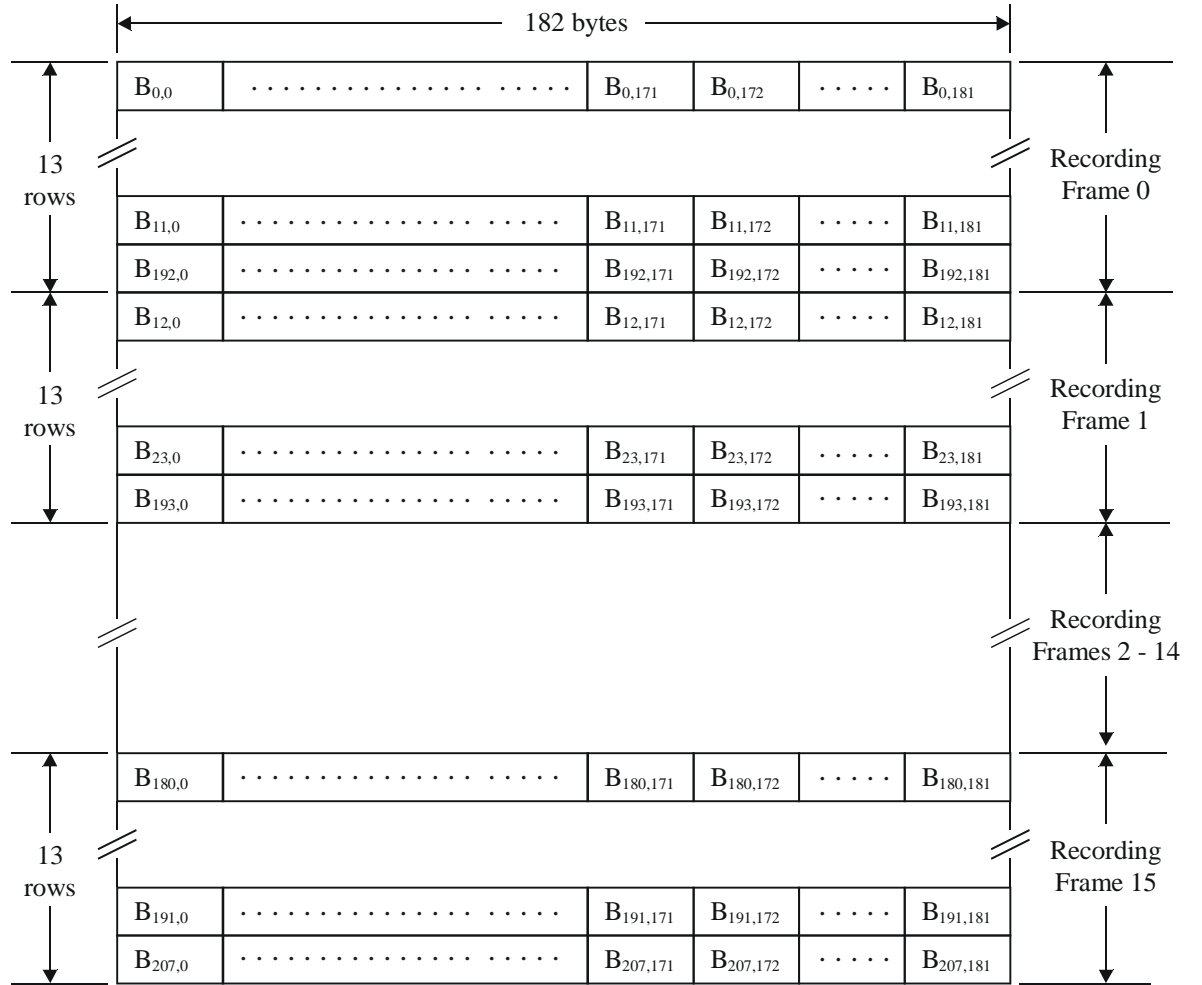 182 bytes
B0,0 · · · · · · · · · · · · · · · · · · · · B0,171 B0,172 · · · · · B0,181
13
rows
Recording
Frame 0
B11,0 · · · · · · · · · · · · · · · · · · · · B11,171 B11,172 · · · · · B11,181
B192,0 · · · · · · · · · · · · · · · · · · · · B192,171 B192,172 · · · · · B192,181
B12,0 · · · · · · · · · · · · · · · · · · · · B12,171 B12,172 · · · · · B12,181
13
rows
Recording
Frame 1
B23,0 · · · · · · · · · · · · · · · · · · · · B23,171 B23,172 · · · · · B23,181
B193,0 · · · · · · · · · · · · · · · · · · · · B193,171 B193,172 · · · · · B193,181
Recording
Frames 2 - 14
B180,0 · · · · · · · · · · · · · · · · · · · · B180,171 B180,172 · · · · · B180,181
13
rows
Recording
Frame 15
B191,0 · · · · · · · · · · · · · · · · · · · · B191,171 B191,172 · · · · · B191,181
B207,0 · · · · · · · · · · · · · · · · · · · · B207,171 B207,172 · · · · · B207,181